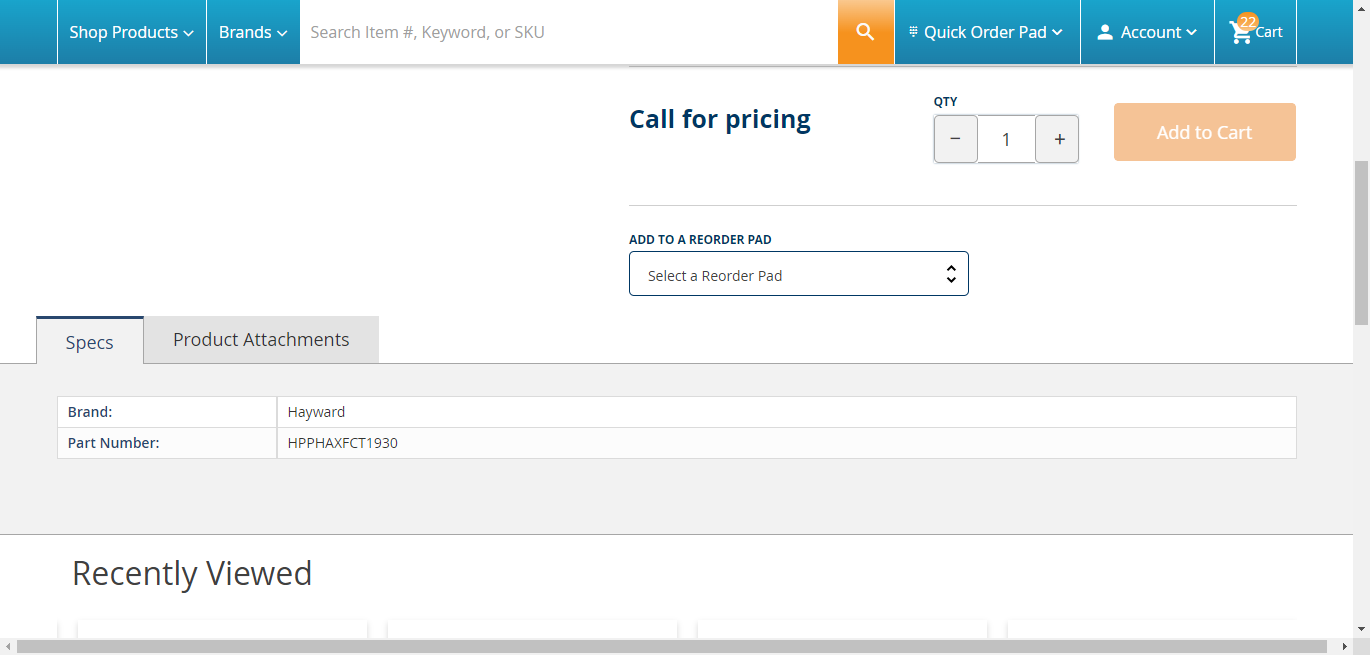 Shop Products
Brands
Search Item #, Keyword, or SKU
Quick Order Pad
Account
22
Cart
Call for pricing
QTY
− 1 +
Add to Cart
ADD TO A REORDER PAD
Select a Reorder Pad
Specs
Product Attachments
Brand: Hayward
Part Number: HPPHAXFCT1930
Recently Viewed